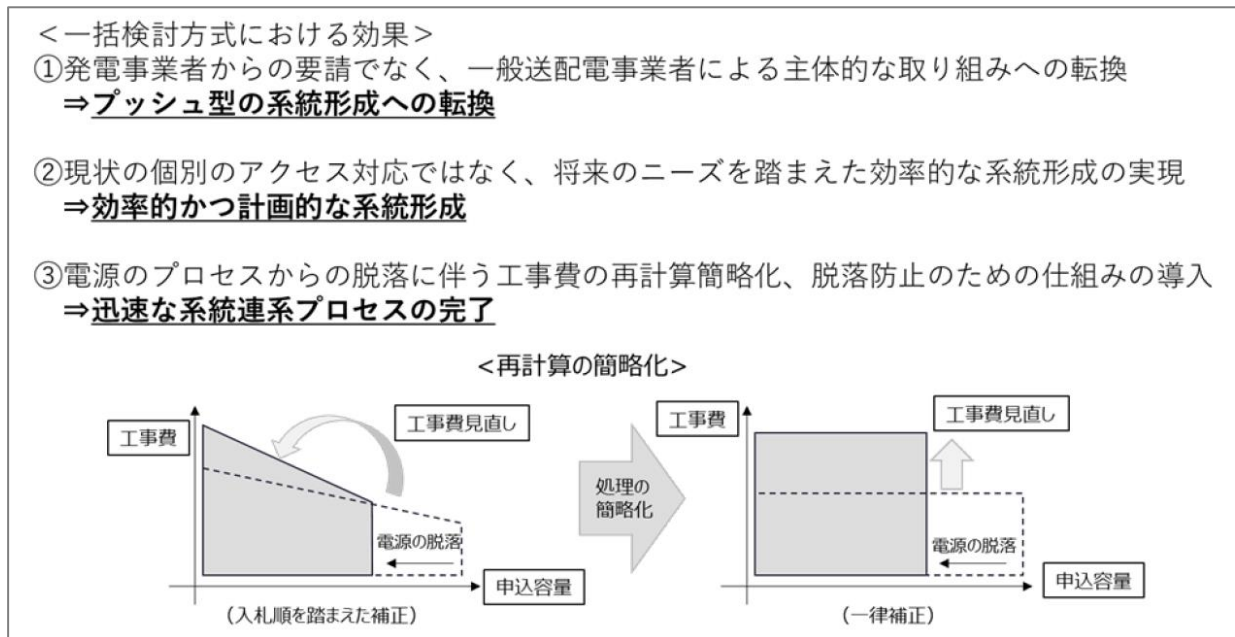 ＜一括検討方式における効果＞
①発電事業者からの要請でなく、一般送配電事業者による主体的な取り組みへの転換
⇒プッシュ型の系統形成への転換
②現状の個別のアクセス対応ではなく、将来のニーズを踏まえた効率的な系統形成の実現
⇒効率的かつ計画的な系統形成
③電源のプロセスからの脱落に伴う工事費の再計算簡略化、脱落防止のための仕組みの導入
⇒迅速な系統連系プロセスの完了
＜再計算の簡略化＞
工事費
工事費見直し
電源の脱落
申込容量
（入札順を踏まえた補正）
処理の
簡略化
工事費
工事費見直し
電源の脱落
申込容量
（一律補正）